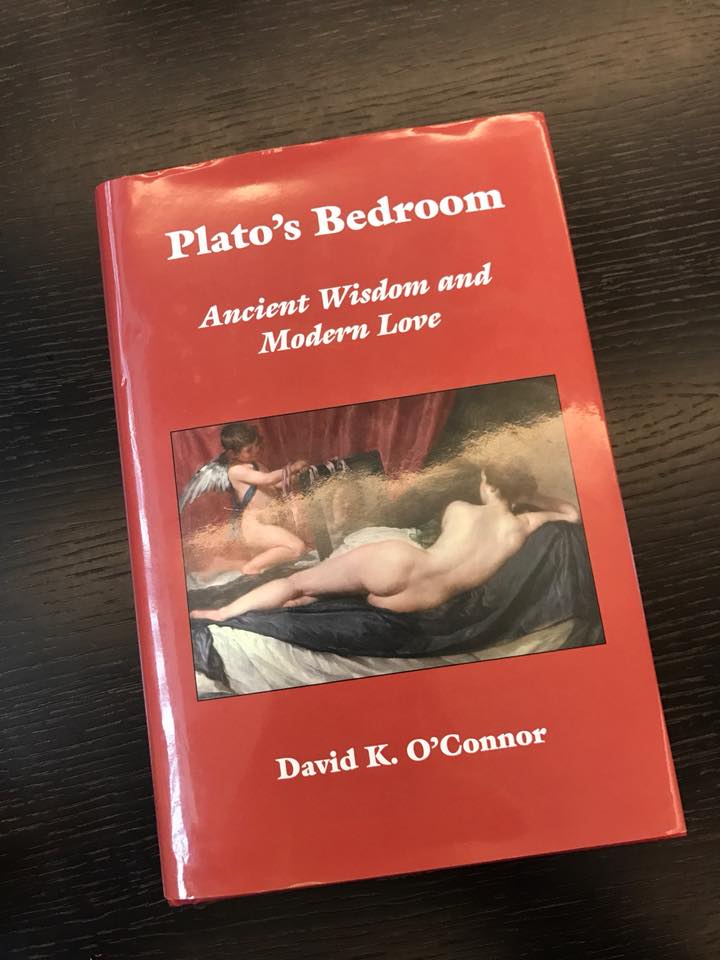 Plato's Bedroom
Ancient Wisdom and
Modern Love
David K. O'Connor